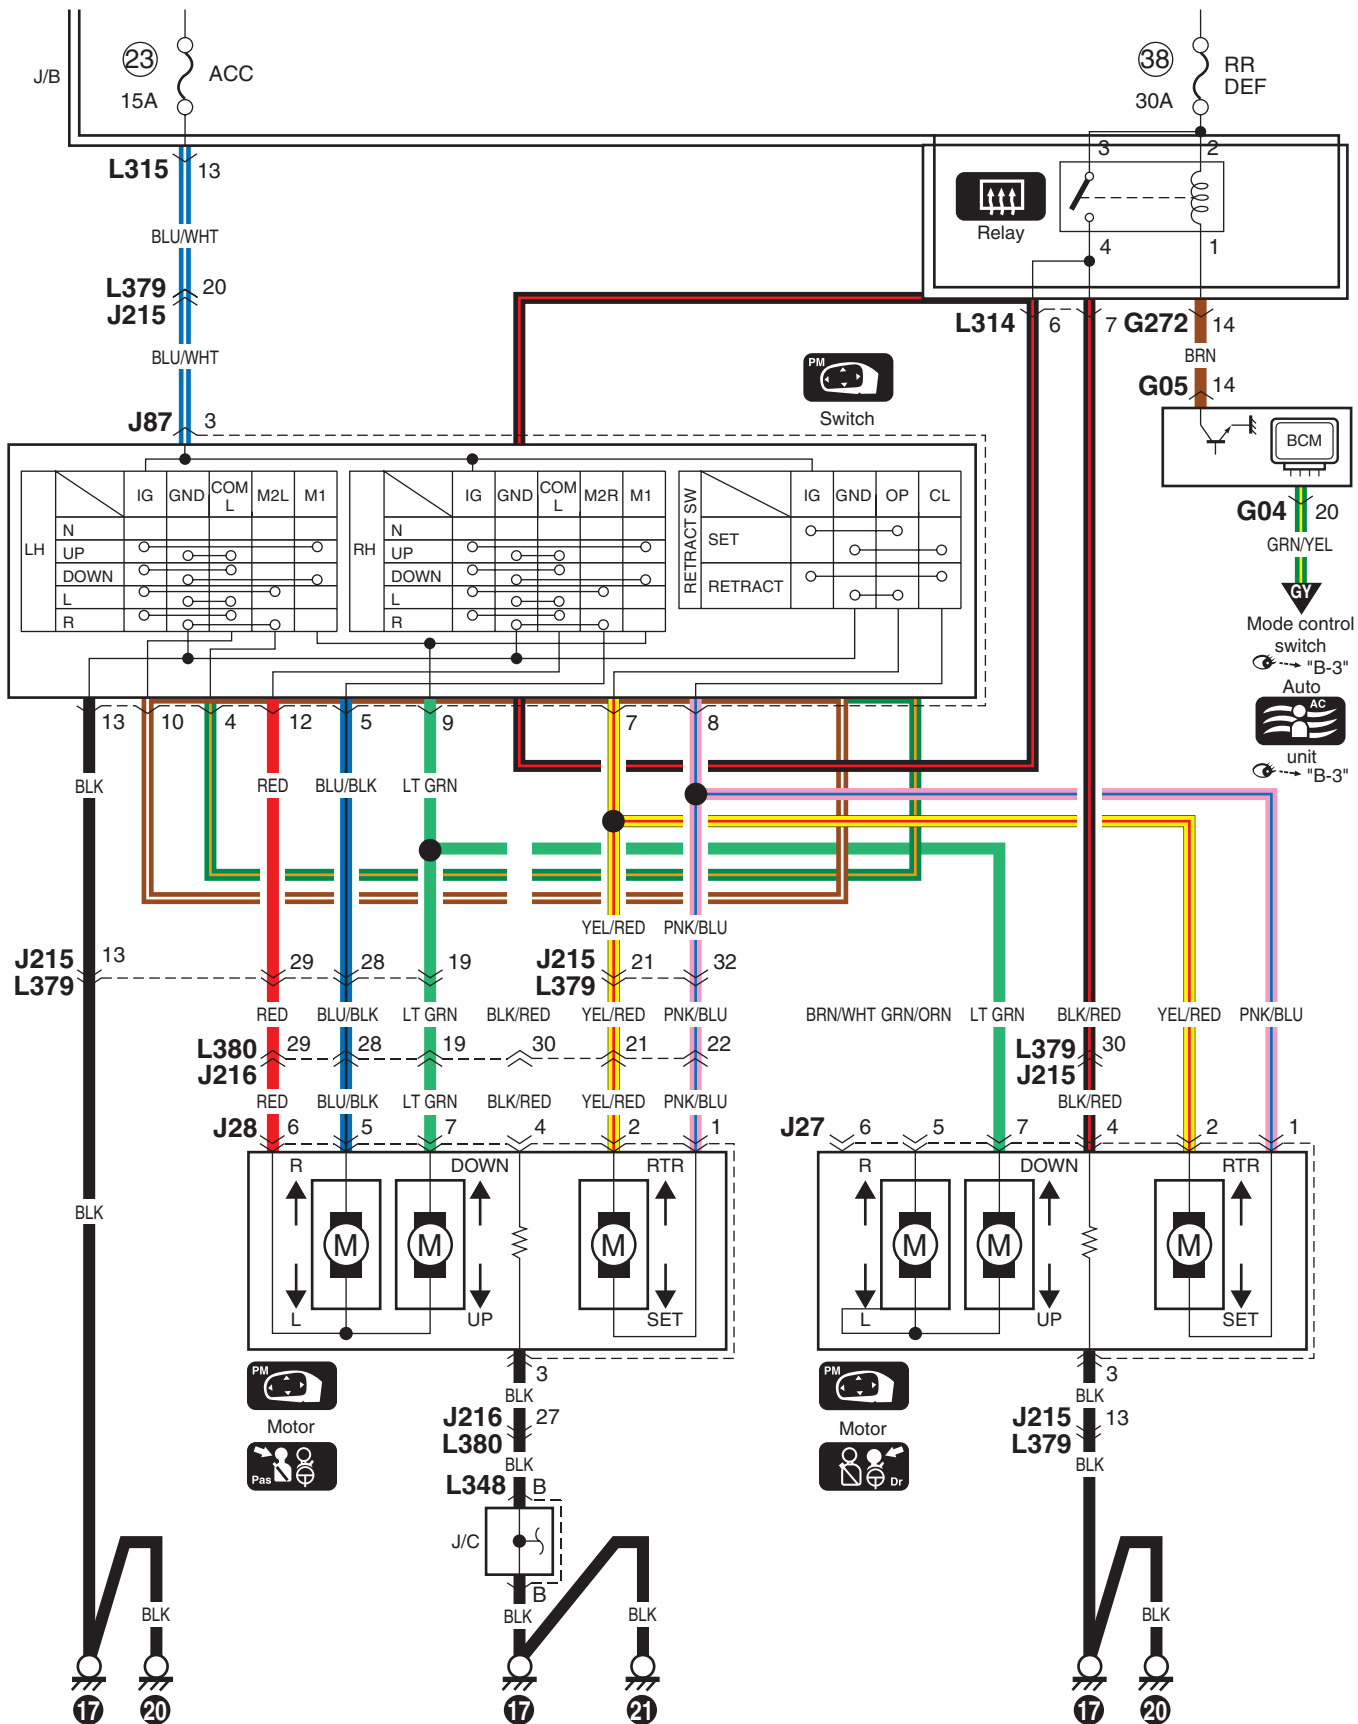 J/B
23
15A
ACC
38
30A
RR
DEF
L315 13
3 2
Relay
4 1
BLU/WHT
L379 20
J215
L314 6 7 G272 14
BLU/WHT
BRN
PM
Switch
G05 14
J87 3
BCM
G04 20
GRN/YEL
GY
Mode control
switch
"B-3"
Auto
AC
unit
"B-3"
LH
IG GND COM L M2L M1
N
UP
DOWN
L
R
RH
IG GND COM L M2R M1
N
UP
DOWN
L
R
RETRACT SW
IG GND OP CL
SET
RETRACT
13 10 4 12 5 9 7 8
BLK RED BLU/BLK LT GRN
YEL/RED PNK/BLU
J215 13 29 28 19 J215 21 32
L379 L379
RED BLU/BLK LT GRN BLK/RED YEL/RED PNK/BLU BRN/WHT GRN/ORN LT GRN BLK/RED YEL/RED PNK/BLU
L380 29 28 19 30 21 22 L379 30
J216 J215
RED BLU/BLK LT GRN BLK/RED YEL/RED PNK/BLU BLK/RED
J28 6 5 7 4 2 1 J27 6 5 7 4 2 1
R DOWN RTR R DOWN RTR
BLK
M M M M M M
L UP SET L UP SET
3 3
PM BLK PM BLK
Motor J216 27 Motor J215 13
L380 L379
Pas BLK Dr BLK
L348 B
J/C
B
BLK BLK BLK BLK BLK
17 20 17 21 17 20